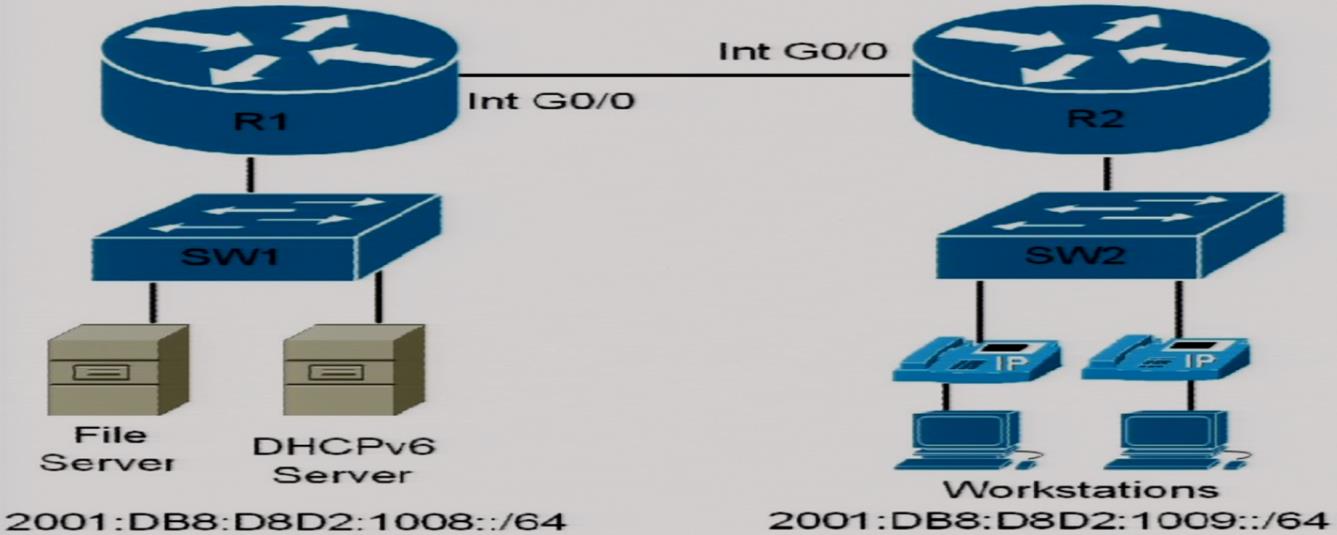 Int G0/0
Int G0/0
R1
R2
SW1
SW2
IP
IP
File
Server
DHCPv6
Server
Workstations
2001:DB8:D8D2:1008::/64
2001:DB8:D8D2:1009::/64